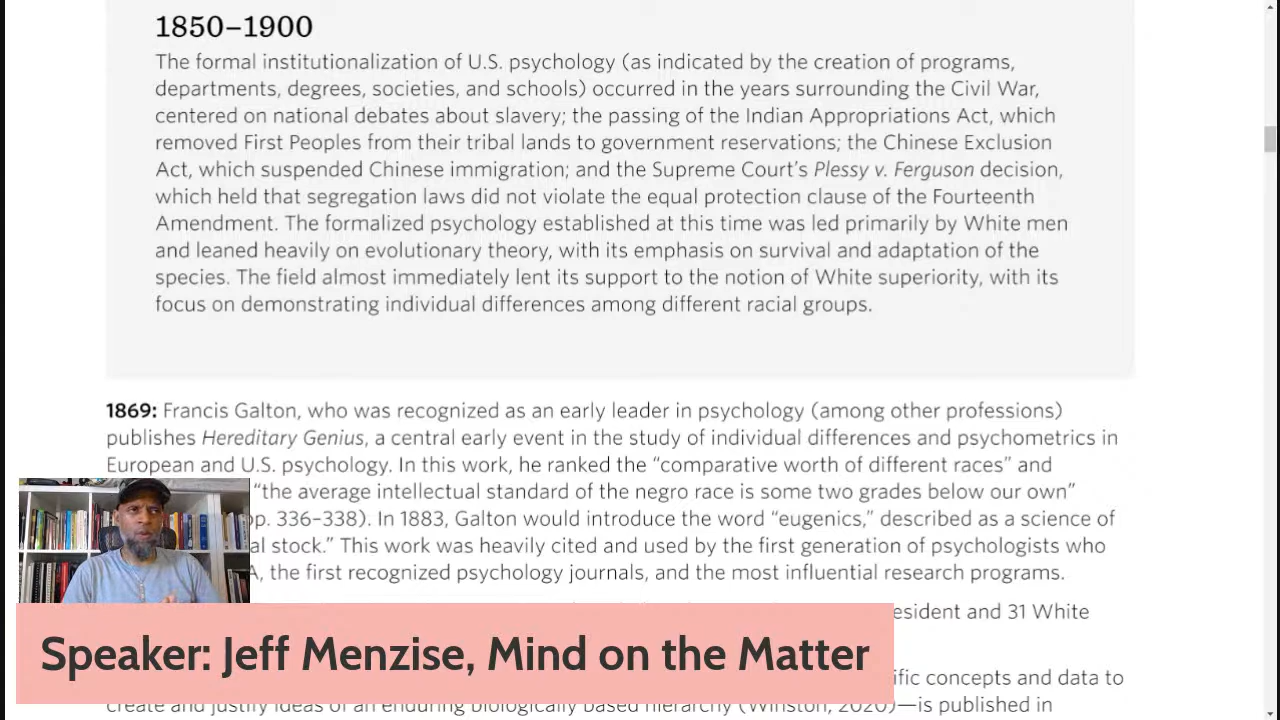 1850–1900
The formal institutionalization of U.S. psychology (as indicated by the creation of programs,
departments, degrees, societies, and schools) occurred in the years surrounding the Civil War,
centered on national debates about slavery; the passing of the Indian Appropriations Act, which
removed First Peoples from their tribal lands to government reservations; the Chinese Exclusion
Act, which suspended Chinese immigration; and the Supreme Court’s Plessy v. Ferguson decision,
which held that segregation laws did not violate the equal protection clause of the Fourteenth
Amendment. The formalized psychology established at this time was led primarily by White men
and leaned heavily on evolutionary theory, with its emphasis on survival and adaptation of the
species. The field almost immediately lent its support to the notion of White superiority, with its
focus on demonstrating individual differences among different racial groups.
1869: Francis Galton, who was recognized as an early leader in psychology (among other professions)
publishes Hereditary Genius, a central early event in the study of individual differences and psychometrics in
European and U.S. psychology. In this work, he ranked the “comparative worth of different races” and
“the average intellectual standard of the negro race is some two grades below our own”
pp. 336–338). In 1883, Galton would introduce the word “eugenics,” described as a science of
al stock.” This work was heavily cited and used by the first generation of psychologists who
A, the first recognized psychology journals, and the most influential research programs.
esident and 31 White
Speaker: Jeff Menzise, Mind on the Matter
ific concepts and data to
create and justify ideas of an enduring biologically based hierarchy (Winston, 2020)—is published in